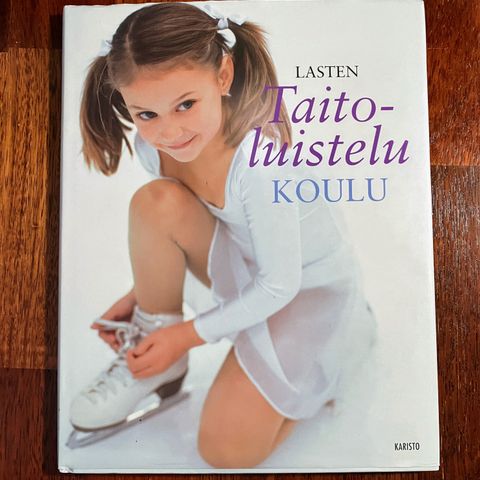 LASTEN
Taito-
luistelu
KOULU
KARISTO